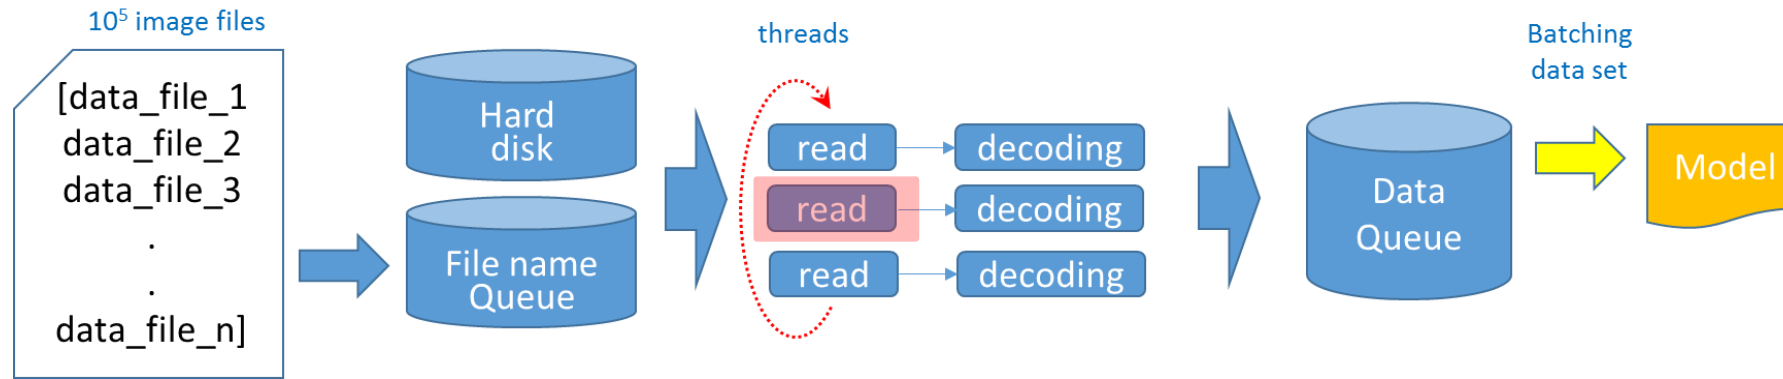 10⁵ image files
[data_file_1
data_file_2
data_file_3
.
.
data_file_n]
Hard
disk
File name
Queue
threads
read
decoding
read
decoding
read
decoding
Data
Queue
Batching
data set
Model